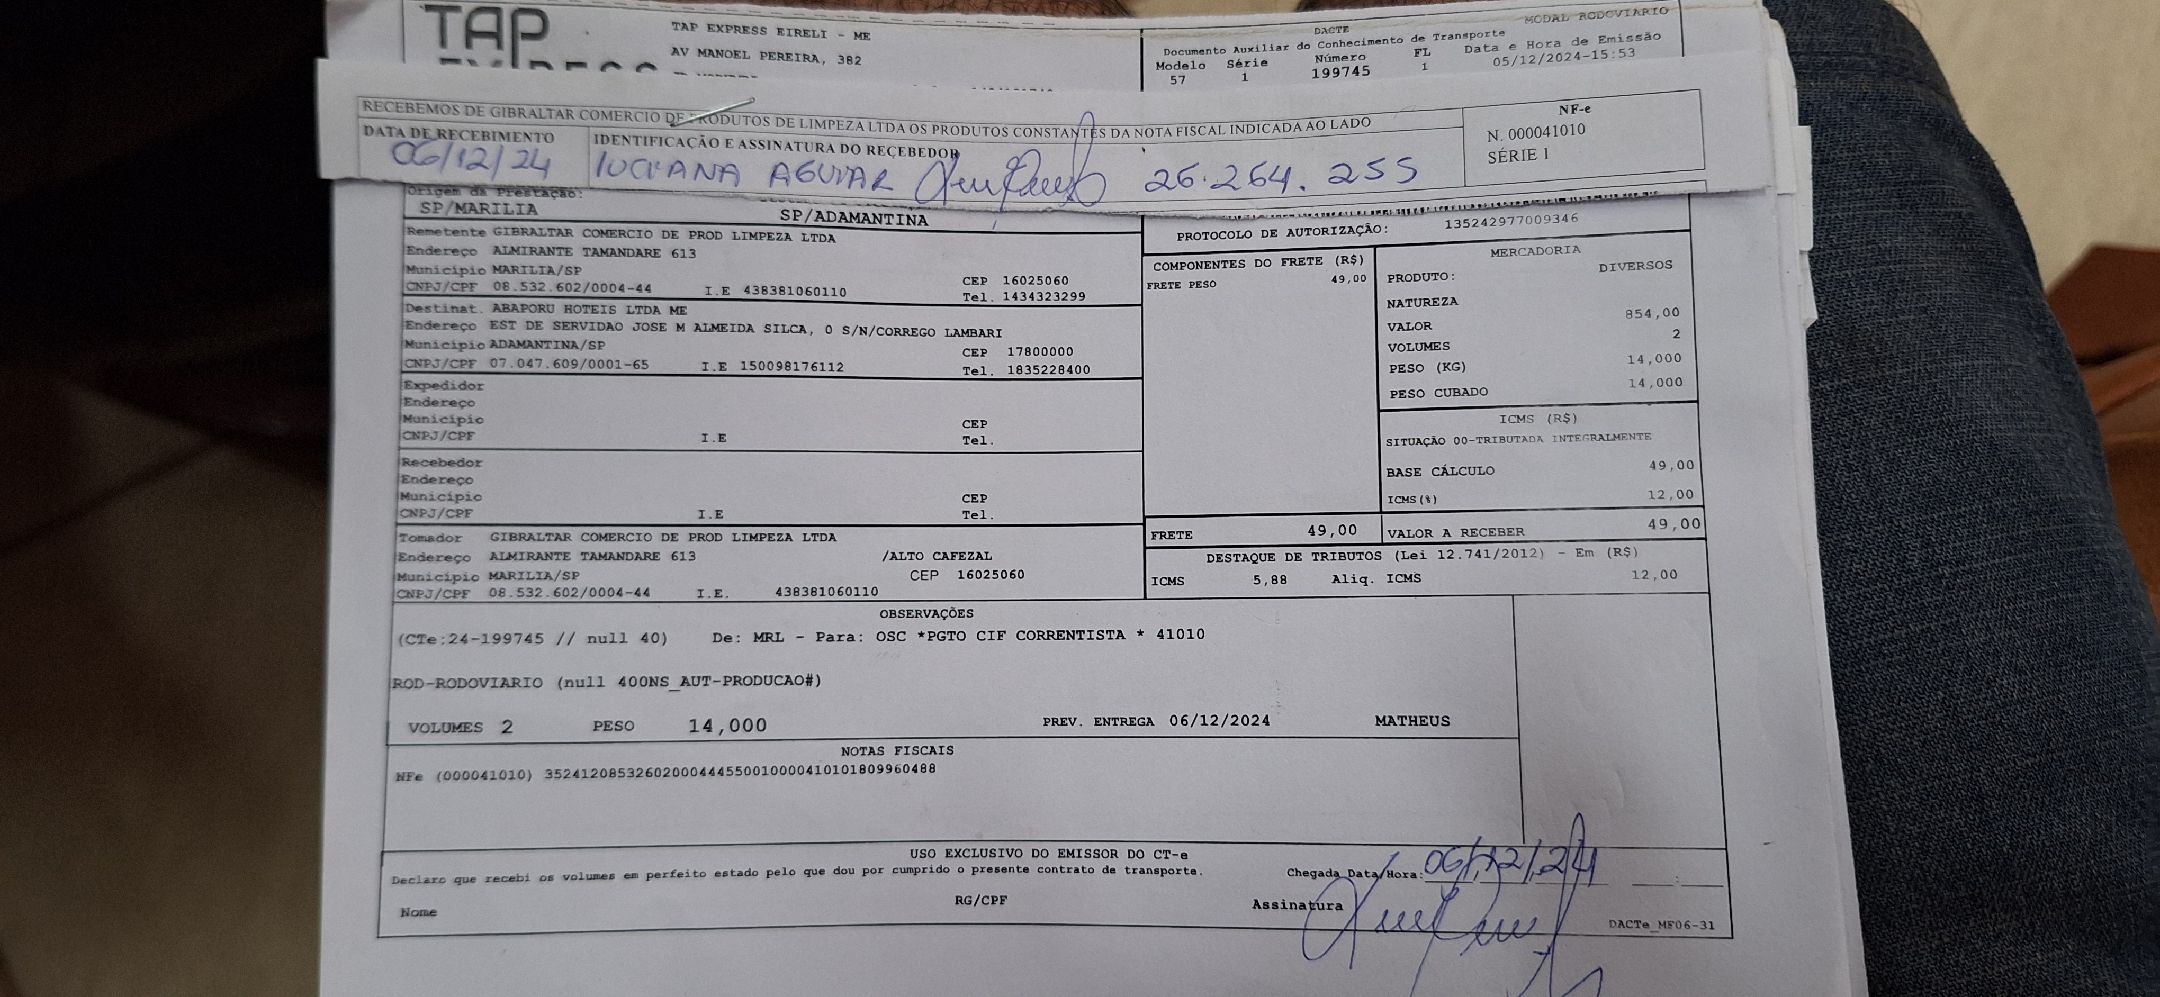 TAP
TAP EXPRESS EIRELI - ME
AV MANOEL PEREIRA, 382
DACTE
MODAL RODOVIARIO
Documento Auxiliar do Conhecimento de Transporte
Modelo Série Número FL Data e Hora de Emissão
57 1 199745 1 05/12/2024-15:53
RECEBEMOS DE GIBRALTAR COMERCIO DE PRODUTOS DE LIMPEZA LTDA OS PRODUTOS CONSTANTES DA NOTA FISCAL INDICADA AO LADO
DATA DE RECEBIMENTO IDENTIFICAÇÃO E ASSINATURA DO RECEBEDOR
06/12/24 LUCIANA AGUIAR 26.264.255
NF-e
N. 000041010
SÉRIE 1
Origem da Prestação:
SP/MARILIA SP/ADAMANTINA
PROTOCOLO DE AUTORIZAÇÃO: 135242977009346
Remetente GIBRALTAR COMERCIO DE PROD LIMPEZA LTDA
Endereço ALMIRANTE TAMANDARE 613
Município MARILIA/SP CEP 16025060
CNPJ/CPF 08.532.602/0004-44 I.E 438381060110 Tel. 1434323299
Destinat. ABAPORU HOTEIS LTDA ME
Endereço EST DE SERVIDAO JOSE M ALMEIDA SILCA, 0 S/N/CORREGO LAMBARI
Município ADAMANTINA/SP CEP 17800000
CNPJ/CPF 07.047.609/0001-65 I.E 150098176112 Tel. 1835228400
Expedidor
Endereço
Município CEP
CNPJ/CPF I.E Tel.
Recebedor
Endereço
Município CEP
CNPJ/CPF I.E Tel.
Tomador GIBRALTAR COMERCIO DE PROD LIMPEZA LTDA
Endereço ALMIRANTE TAMANDARE 613 /ALTO CAFEZAL
Município MARILIA/SP CEP 16025060
CNPJ/CPF 08.532.602/0004-44 I.E. 438381060110
COMPONENTES DO FRETE (R$)
FRETE PESO 49,00
MERCADORIA
PRODUTO: DIVERSOS
NATUREZA
VALOR 854,00
VOLUMES 2
PESO (KG) 14,000
PESO CUBADO 14,000
ICMS (R$)
SITUAÇÃO 00-TRIBUTADA INTEGRALMENTE
BASE CÁLCULO 49,00
ICMS(%) 12,00
FRETE 49,00 VALOR A RECEBER 49,00
DESTAQUE DE TRIBUTOS (Lei 12.741/2012) - Em (R$)
ICMS 5,88 Aliq. ICMS 12,00
OBSERVAÇÕES
(CTe:24-199745 // null 40) De: MRL - Para: OSC *PGTO CIF CORRENTISTA * 41010
ROD-RODOVIARIO (null 400NS_AUT-PRODUCAO#)
VOLUMES 2 PESO 14,000 PREV. ENTREGA 06/12/2024 MATHEUS
NOTAS FISCAIS
NFe (000041010) 35241208532602000444550010000410101809960488
USO EXCLUSIVO DO EMISSOR DO CT-e
Declaro que recebi os volumes em perfeito estado pelo que dou por cumprido o presente contrato de transporte. Chegada Data/Hora: 06/12/24 __:__
Nome RG/CPF Assinatura
DACTe_MF06-31